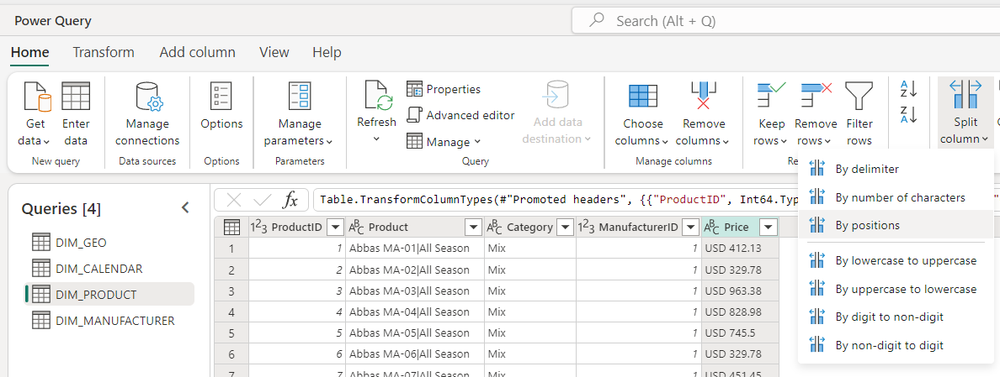 Power Query
Search (Alt + Q)
Home Transform Add column View Help
Get data
Enter data
New query
Manage connections
Data sources
Options
Options
Manage parameters
Parameters
Refresh
Properties
Advanced editor
Manage
Add data destination
Query
Choose columns
Remove columns
Manage columns
Keep rows
Remove rows
Filter rows
Re
A
Z
Z
A
Split column
By delimiter
By number of characters
By positions
By lowercase to uppercase
By uppercase to lowercase
By digit to non-digit
By non-digit to digit
Queries [4]
DIM_GEO
DIM_CALENDAR
DIM_PRODUCT
DIM_MANUFACTURER
fx Table.TransformColumnTypes(#"Promoted headers", {{"ProductID", Int64.Typ
123 ProductID ABC Product ABC Category 123 ManufacturerID ABC Price
1 1 Abbas MA-01|All Season Mix 1 USD 412.13
2 2 Abbas MA-02|All Season Mix 1 USD 329.78
3 3 Abbas MA-03|All Season Mix 1 USD 963.38
4 4 Abbas MA-04|All Season Mix 1 USD 828.98
5 5 Abbas MA-05|All Season Mix 1 USD 745.5
6 6 Abbas MA-06|All Season Mix 1 USD 329.78
7 7 Abbas MA-07|All Season Mix 1 USD 451.45